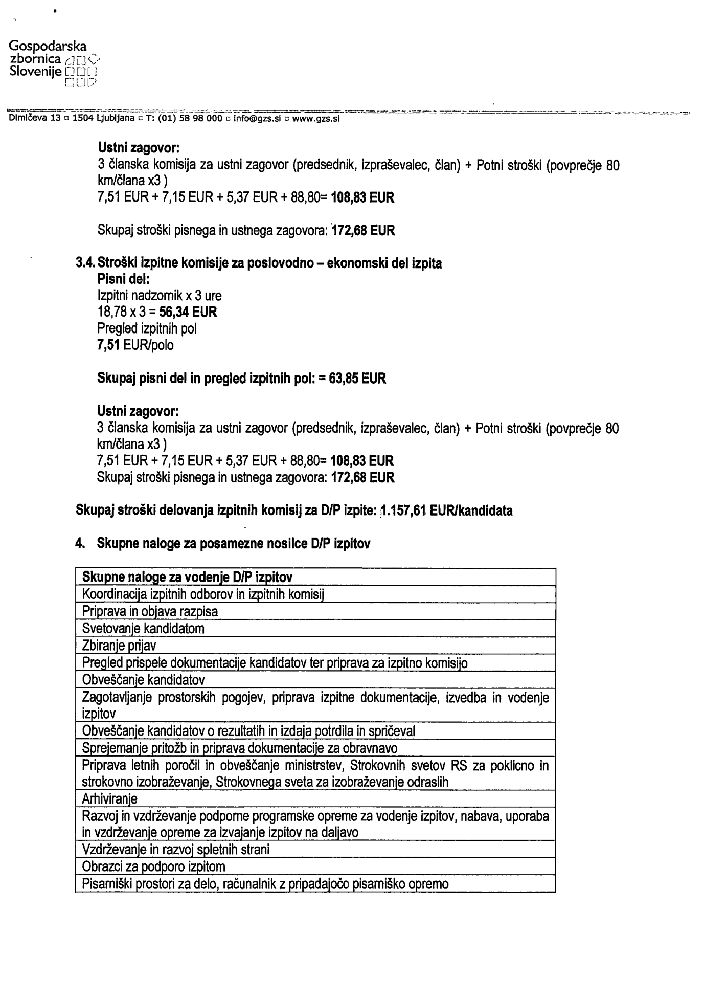 Gospodarska
zbornica
Slovenije
Dimičeva 13 ¤ 1504 Ljubljana ¤ T: (01) 58 98 000 ¤ info@gzs.si ¤ www.gzs.si
Ustni zagovor:
3 članska komisija za ustni zagovor (predsednik, izpraševalec, član) + Potni stroški (povprečje 80
km/člana x3 )
7,51 EUR + 7,15 EUR + 5,37 EUR + 88,80= 108,83 EUR
Skupaj stroški pisnega in ustnega zagovora: 172,68 EUR
3.4. Stroški izpitne komisije za poslovodno – ekonomski del izpita
Pisni del:
Izpitni nadzornik x 3 ure
18,78 x 3 = 56,34 EUR
Pregled izpitnih pol
7,51 EUR/polo
Skupaj pisni del in pregled izpitnih pol: = 63,85 EUR
Ustni zagovor:
3 članska komisija za ustni zagovor (predsednik, izpraševalec, član) + Potni stroški (povprečje 80
km/člana x3 )
7,51 EUR + 7,15 EUR + 5,37 EUR + 88,80= 108,83 EUR
Skupaj stroški pisnega in ustnega zagovora: 172,68 EUR
Skupaj stroški delovanja izpitnih komisij za D/P izpite: 1.157,61 EUR/kandidata
4. Skupne naloge za posamezne nosilce D/P izpitov
Skupne naloge za vodenje D/P izpitov
Koordinacija izpitnih odborov in izpitnih komisij
Priprava in objava razpisa
Svetovanje kandidatom
Zbiranje prijav
Pregled prispele dokumentacije kandidatov ter priprava za izpitno komisijo
Obveščanje kandidatov
Zagotavljanje prostorskih pogojev, priprava izpitne dokumentacije, izvedba in vodenje
izpitov
Obveščanje kandidatov o rezultatih in izdaja potrdila in spričeval
Sprejemanje pritožb in priprava dokumentacije za obravnavo
Priprava letnih poročil in obveščanje ministrstev, Strokovnih svetov RS za poklicno in
strokovno izobraževanje, Strokovnega sveta za izobraževanje odraslih
Arhiviranje
Razvoj in vzdrževanje podporne programske opreme za vodenje izpitov, nabava, uporaba
in vzdrževanje opreme za izvajanje izpitov na daljavo
Vzdrževanje in razvoj spletnih strani
Obrazci za podporo izpitom
Pisarniški prostori za delo, računalnik z pripadajočo pisarniško opremo